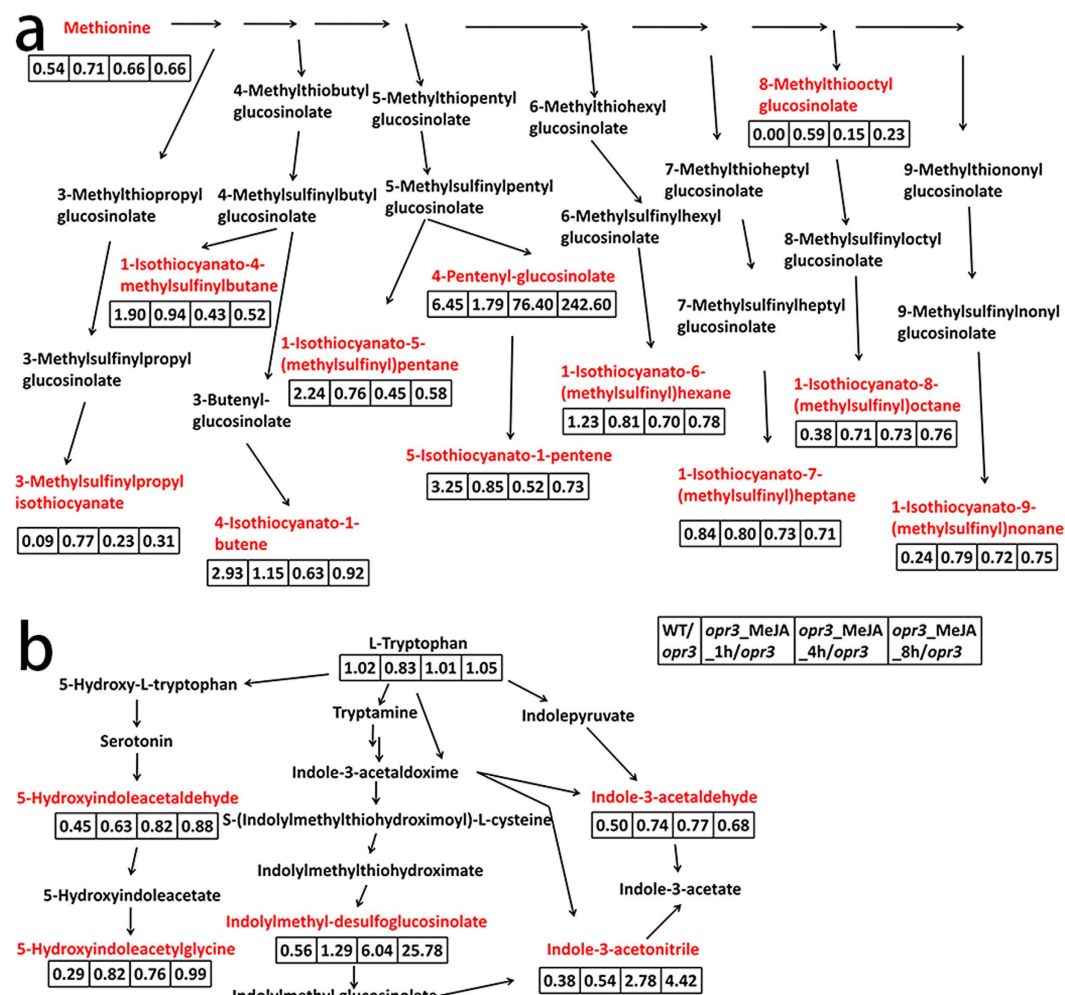 a
Methionine
0.54 0.71 0.66 0.66
4-Methylthiobutyl
glucosinolate
5-Methylthiopentyl
glucosinolate
6-Methylthiohexyl
glucosinolate
8-Methylthiooctyl
glucosinolate
0.00 0.59 0.15 0.23
7-Methylthioheptyl
glucosinolate
9-Methylthiononyl
glucosinolate
3-Methylthiopropyl
glucosinolate
4-Methylsulfinylbutyl
glucosinolate
5-Methylsulfinylpentyl
glucosinolate
6-Methylsulfinylhexyl
glucosinolate
8-Methylsulfinyloctyl
glucosinolate
1-Isothiocyanato-4-
methylsulfinylbutane
1.90 0.94 0.43 0.52
4-Pentenyl-glucosinolate
6.45 1.79 76.40 242.60
7-Methylsulfinylheptyl
glucosinolate
9-Methylsulfinylnonyl
glucosinolate
3-Methylsulfinylpropyl
glucosinolate
1-Isothiocyanato-5-
(methylsulfinyl)pentane
2.24 0.76 0.45 0.58
3-Butenyl-
glucosinolate
1-Isothiocyanato-6-
(methylsulfinyl)hexane
1.23 0.81 0.70 0.78
1-Isothiocyanato-8-
(methylsulfinyl)octane
0.38 0.71 0.73 0.76
5-Isothiocyanato-1-pentene
3.25 0.85 0.52 0.73
3-Methylsulfinylpropyl
isothiocyanate
0.09 0.77 0.23 0.31
4-Isothiocyanato-1-
butene
2.93 1.15 0.63 0.92
1-Isothiocyanato-7-
(methylsulfinyl)heptane
0.84 0.80 0.73 0.71
1-Isothiocyanato-9-
(methylsulfinyl)nonane
0.24 0.79 0.72 0.75
b
WT/ opr3_MeJA opr3_MeJA opr3_MeJA
opr3 _1h/opr3 _4h/opr3 _8h/opr3
L-Tryptophan
1.02 0.83 1.01 1.05
5-Hydroxy-L-tryptophan
Tryptamine
Indolepyruvate
Serotonin
Indole-3-acetaldoxime
5-Hydroxyindoleacetaldehyde
0.45 0.63 0.82 0.88
S-(Indolylmethylthiohydroximoyl)-L-cysteine
Indole-3-acetaldehyde
0.50 0.74 0.77 0.68
Indolylmethylthiohydroximate
5-Hydroxyindoleacetate
Indole-3-acetate
Indolylmethyl-desulfoglucosinolate
0.56 1.29 6.04 25.78
5-Hydroxyindoleacetylglycine
0.29 0.82 0.76 0.99
Indole-3-acetonitrile
0.38 0.54 2.78 4.42
Indolylmethyl glucosinolate